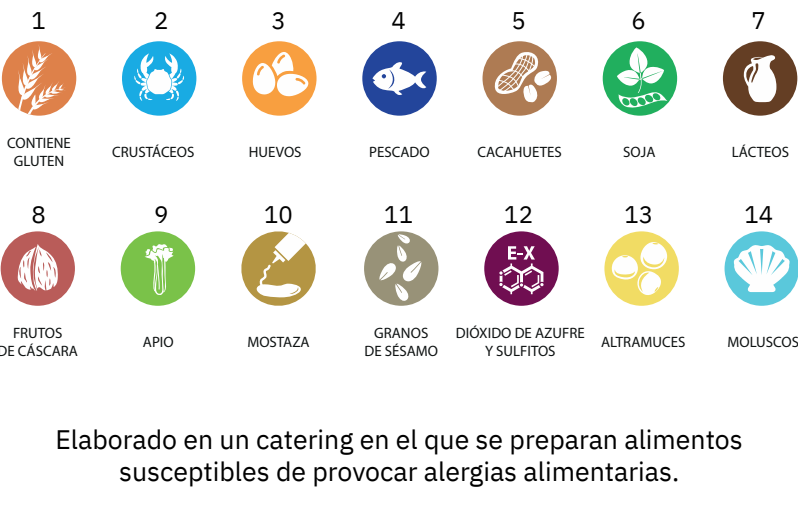 1 2 3 4 5 6 7
CONTIENE
GLUTEN
CRUSTÁCEOS
HUEVOS
PESCADO
CACAHUETES
SOJA
LÁCTEOS
8 9 10 11 12 13 14
E-X
FRUTOS
DE CÁSCARA
APIO
MOSTAZA
GRANOS
DE SÉSAMO
DIÓXIDO DE AZUFRE
Y SULFITOS
ALTRAMUCES
MOLUSCOS
Elaborado en un catering en el que se preparan alimentos
susceptibles de provocar alergias alimentarias.